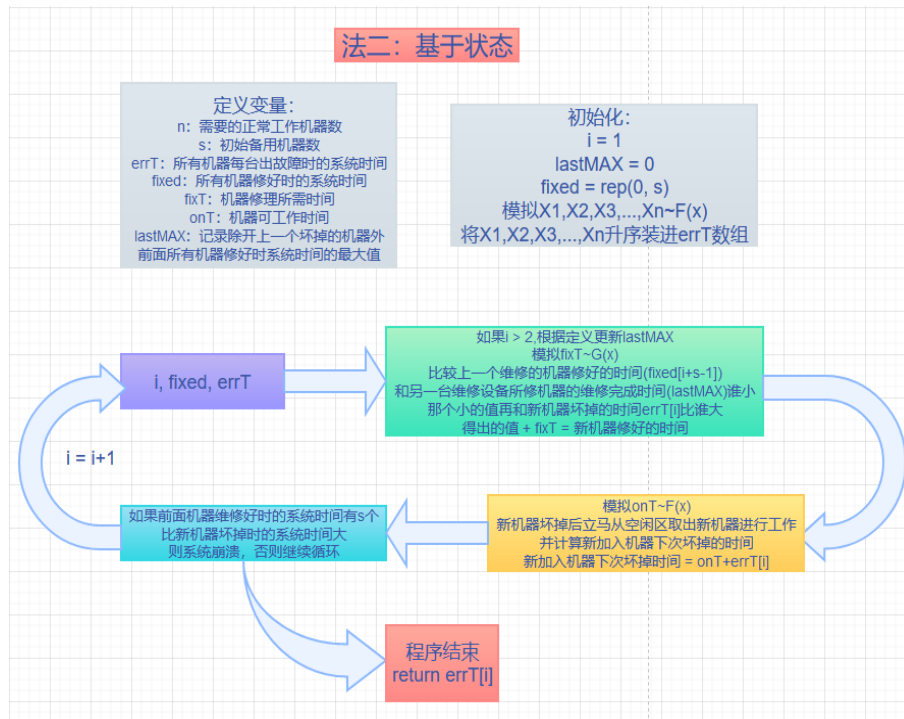 法二：基于状态
定义变量：
n：需要的正常工作机器数
s：初始备用机器数
errT：所有机器每台出故障时的系统时间
fixed：所有机器修好时的系统时间
fixT：机器修理所需时间
onT：机器可工作时间
lastMAX：记录除开上一个坏掉的机器外
前面所有机器修好时系统时间的最大值
初始化：
i = 1
lastMAX = 0
fixed = rep(0, s)
模拟X1,X2,X3,...,Xn~F(x)
将X1,X2,X3,...,Xn升序装进errT数组
i, fixed, errT
如果i > 2,根据定义更新lastMAX
模拟fixT~G(x)
比较上一个维修的机器修好的时间(fixed[i+s-1])
和另一台维修设备所修机器的维修完成时间(lastMAX)谁小
那个小的值再和新机器坏掉的时间errT[i]比谁大
得出的值 + fixT = 新机器修好的时间
模拟onT~F(x)
新机器坏掉后立马从空闲区取出新机器进行工作
并计算新加入机器下次坏掉的时间
新加入机器下次坏掉时间 = onT+errT[i]
如果前面机器维修好时的系统时间有s个
比新机器坏掉时的系统时间大
则系统崩溃，否则继续循环
i = i+1
程序结束
return errT[i]